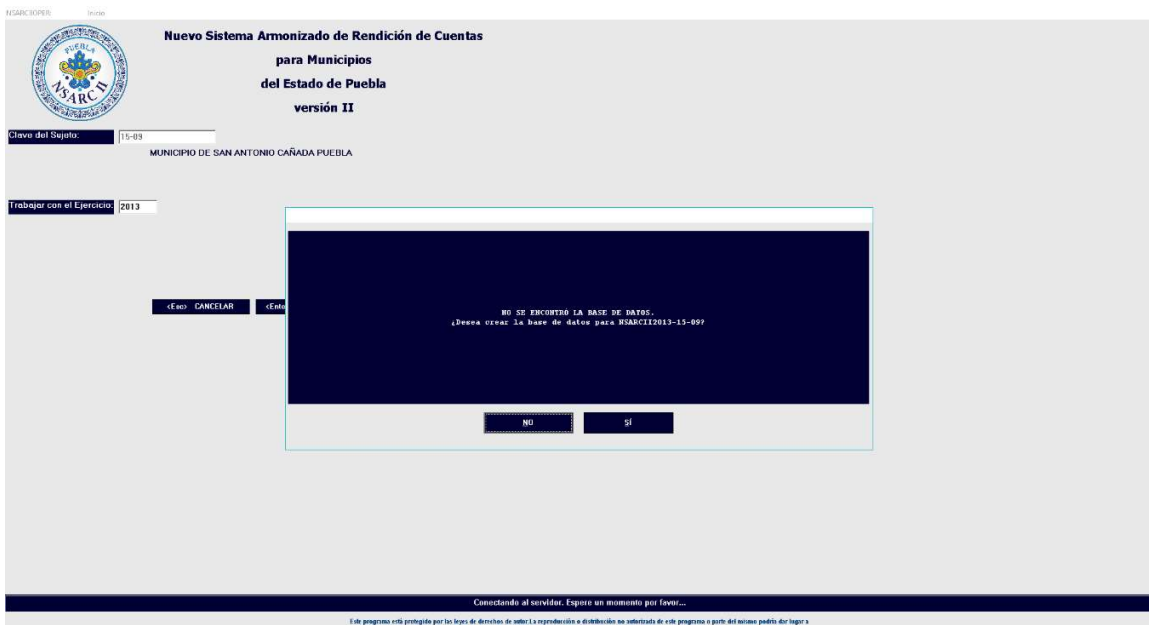 NSARCIIOPER Inicio
PUEBLA
NSARC II
Nuevo Sistema Armonizado de Rendición de Cuentas
para Municipios
del Estado de Puebla
versión II
Clave del Sujeto: 15-09
MUNICIPIO DE SAN ANTONIO CAÑADA PUEBLA
Trabajar con el Ejercicio: 2013
<Esc> CANCELAR <Ente
NO SE ENCONTRÓ LA BASE DE DATOS.
¿Desea crear la base de datos para NSARCII2013-15-09?
NO SÍ
Conectando al servidor. Espere un momento por favor...
Este programa está protegido por las leyes de derechos de autor.La reproducción o distribución no autorizada de este programa o parte del mismo podría dar lugar a